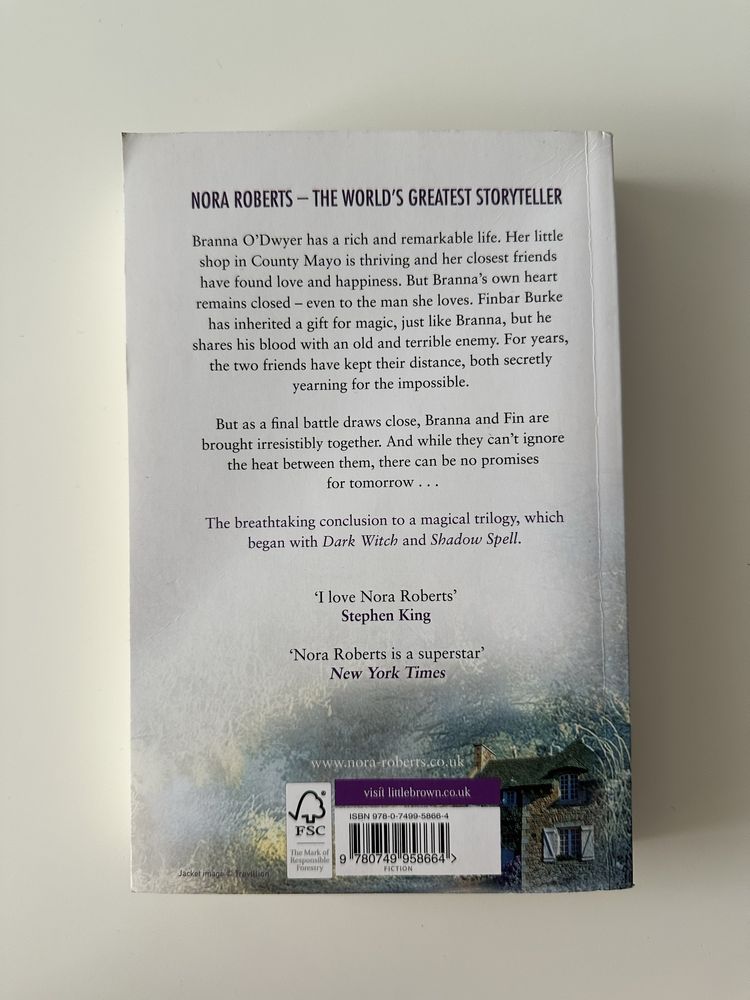 NORA ROBERTS – THE WORLD'S GREATEST STORYTELLER
Branna O'Dwyer has a rich and remarkable life. Her little
shop in County Mayo is thriving and her closest friends
have found love and happiness. But Branna's own heart
remains closed – even to the man she loves. Finbar Burke
has inherited a gift for magic, just like Branna, but he
shares his blood with an old and terrible enemy. For years,
the two friends have kept their distance, both secretly
yearning for the impossible.
But as a final battle draws close, Branna and Fin are
brought irresistibly together. And while they can't ignore
the heat between them, there can be no promises
for tomorrow . . .
The breathtaking conclusion to a magical trilogy, which
began with Dark Witch and Shadow Spell.
'I love Nora Roberts'
Stephen King
'Nora Roberts is a superstar'
New York Times
www.nora-roberts.co.uk
visit littlebrown.co.uk
ISBN 978-0-7499-5866-4
®
FSC
The Mark of
Responsible
Forestry
9 780749 958664 >
FICTION
Jacket image © Trevillion